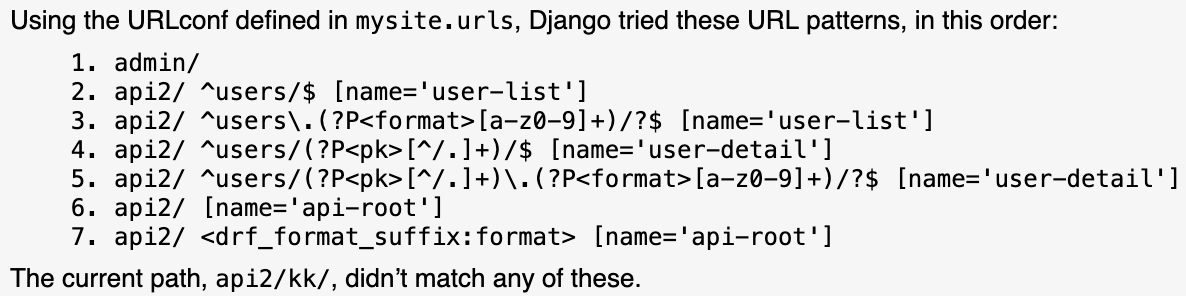 Using the URLconf defined in mysite.urls, Django tried these URL patterns, in this order:
1. admin/
2. api2/ ^users/$ [name='user-list']
3. api2/ ^users\.(?P<format>[a-z0-9]+)/?$ [name='user-list']
4. api2/ ^users/(?P<pk>[^/.]+)/$ [name='user-detail']
5. api2/ ^users/(?P<pk>[^/.]+)\.(?P<format>[a-z0-9]+)/?$ [name='user-detail']
6. api2/ [name='api-root']
7. api2/ <drf_format_suffix:format> [name='api-root']
The current path, api2/kk/, didn’t match any of these.